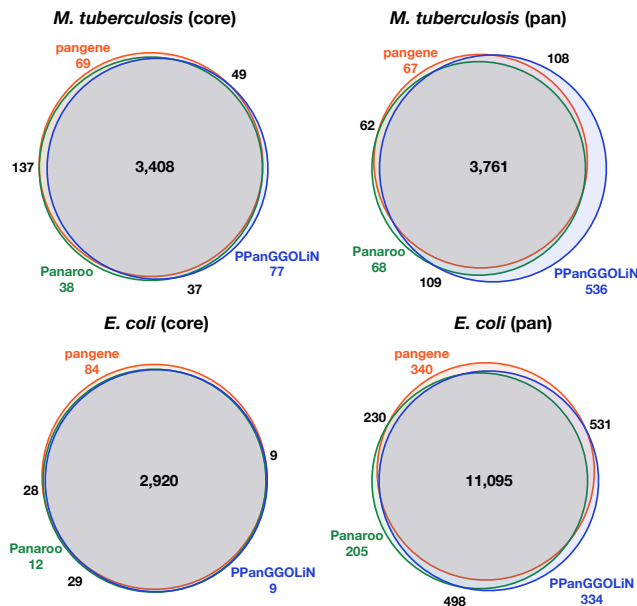 M. tuberculosis (core)
pangene
69
49
137
3,408
Panaroo
38
PPanGGOLiN
77
37
M. tuberculosis (pan)
pangene
67
108
62
3,761
Panaroo
68
PPanGGOLiN
536
109
E. coli (core)
pangene
84
9
2,920
28
Panaroo
12
29
PPanGGOLiN
9
E. coli (pan)
pangene
340
230
531
11,095
Panaroo
205
PPanGGOLiN
334
498